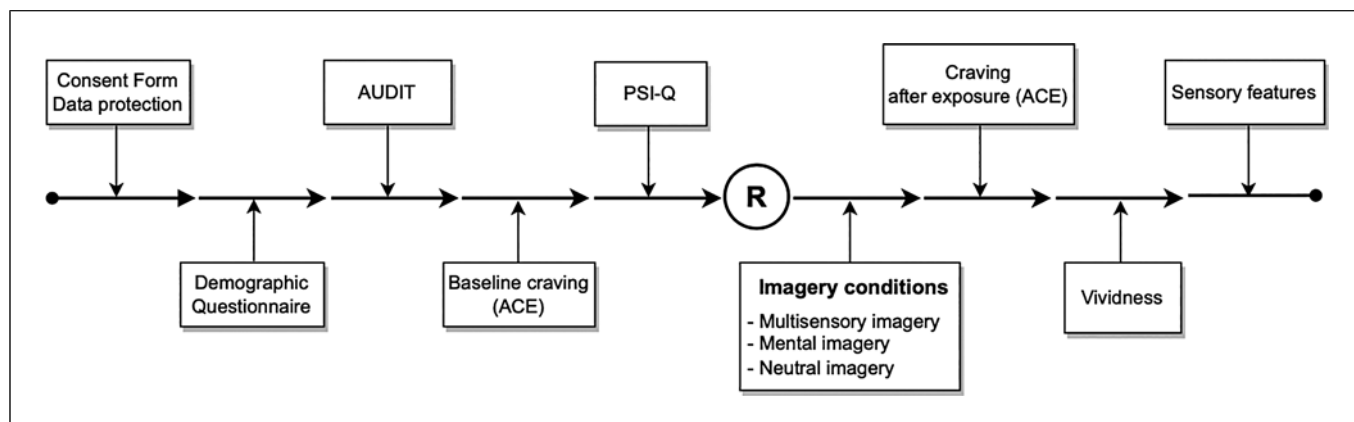 Consent Form
Data protection
Demographic
Questionnaire
AUDIT
Baseline craving
(ACE)
PSI-Q
R
Imagery conditions
- Multisensory imagery
- Mental imagery
- Neutral imagery
Craving
after exposure (ACE)
Vividness
Sensory features